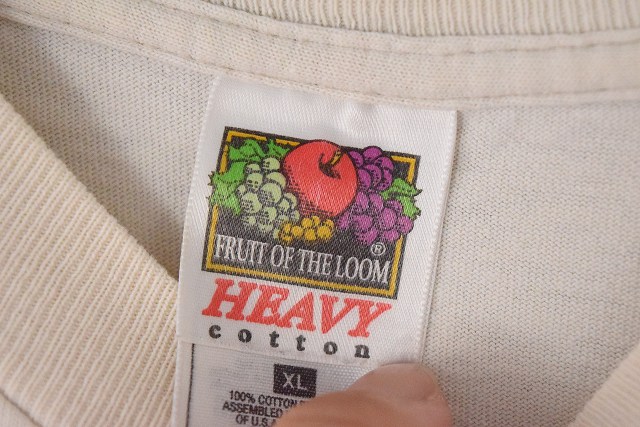 FRUIT OF THE LOOM
®
HEAVY
cotton
XL
100% COTTON
ASSEMBLED
OF U.S.A